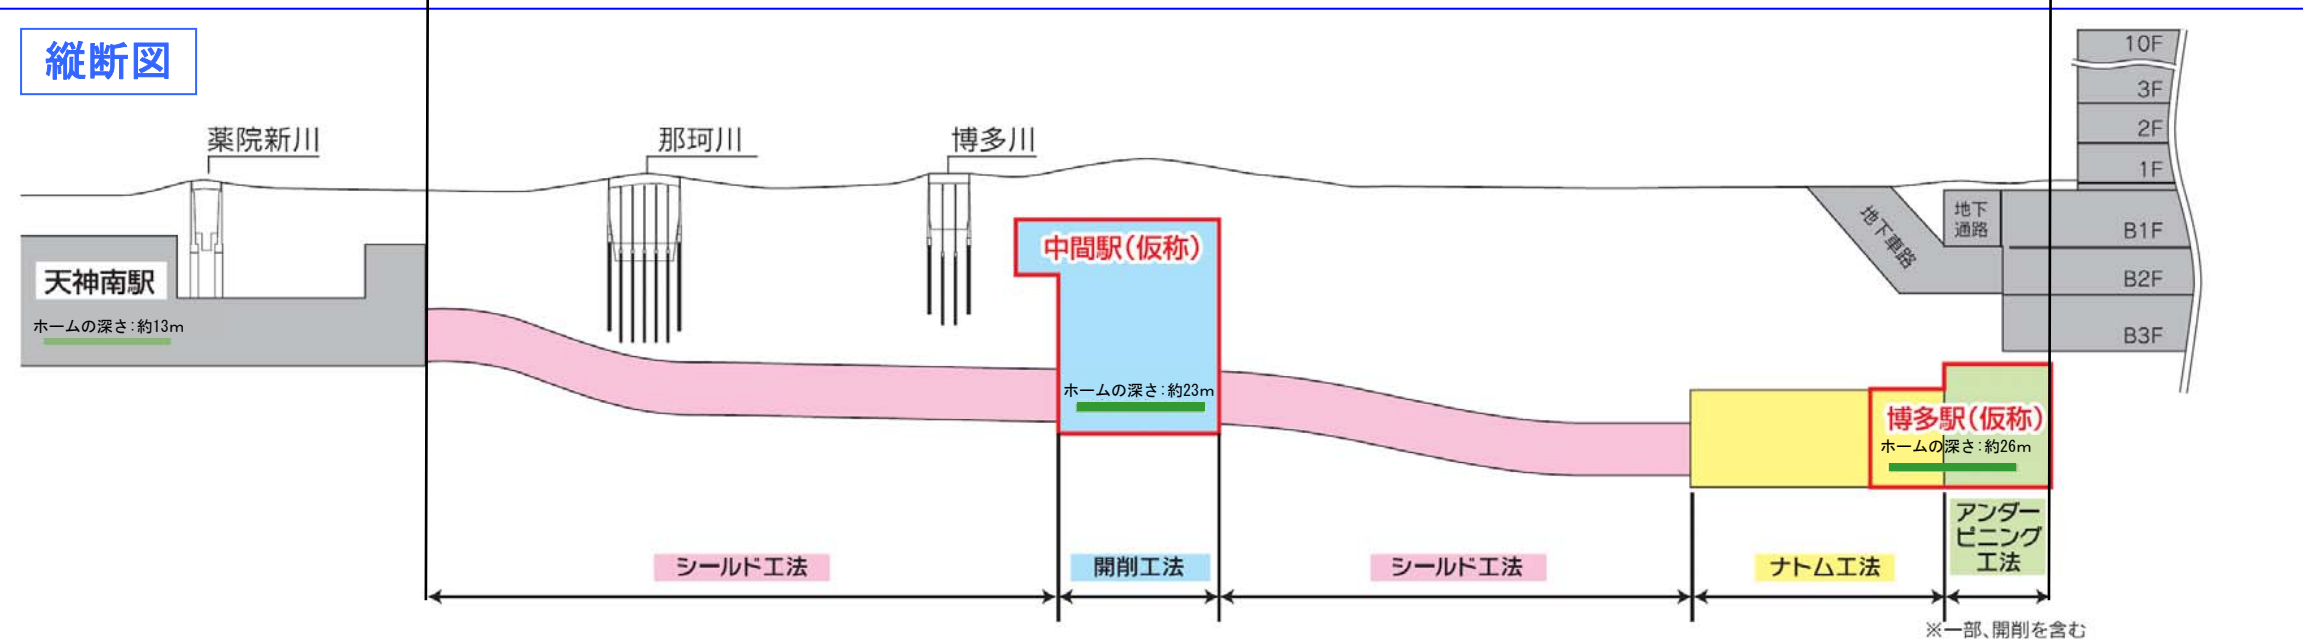 縦断図
薬院新川
那珂川
博多川
10F
3F
2F
1F
地下
通路
地下車路
B1F
B2F
B3F
天神南駅
ホームの深さ:約13m
中間駅(仮称)
ホームの深さ:約23m
博多駅(仮称)
ホームの深さ:約26m
シールド工法
開削工法
シールド工法
ナトム工法
アンダー
ピニング
工法
※一部、開削を含む